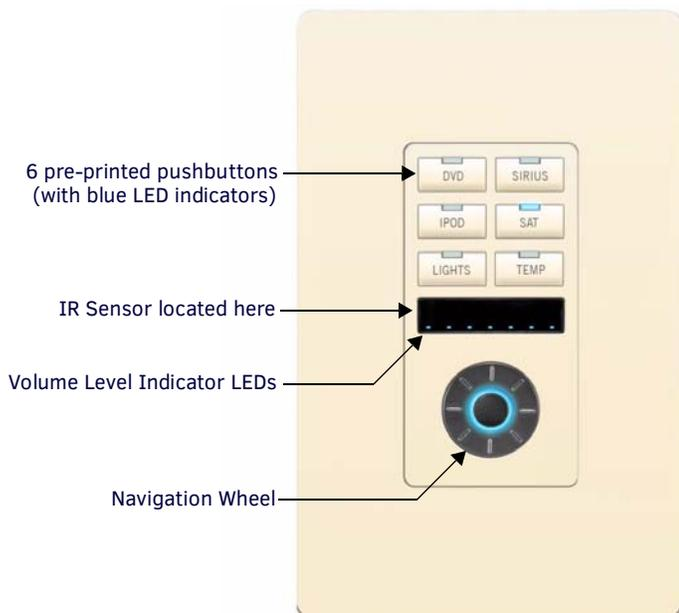 6 pre-printed pushbuttons
(with blue LED indicators)
DVD SIRIUS
IPOD SAT
LIGHTS TEMP
IR Sensor located here
Volume Level Indicator LEDs
Navigation Wheel